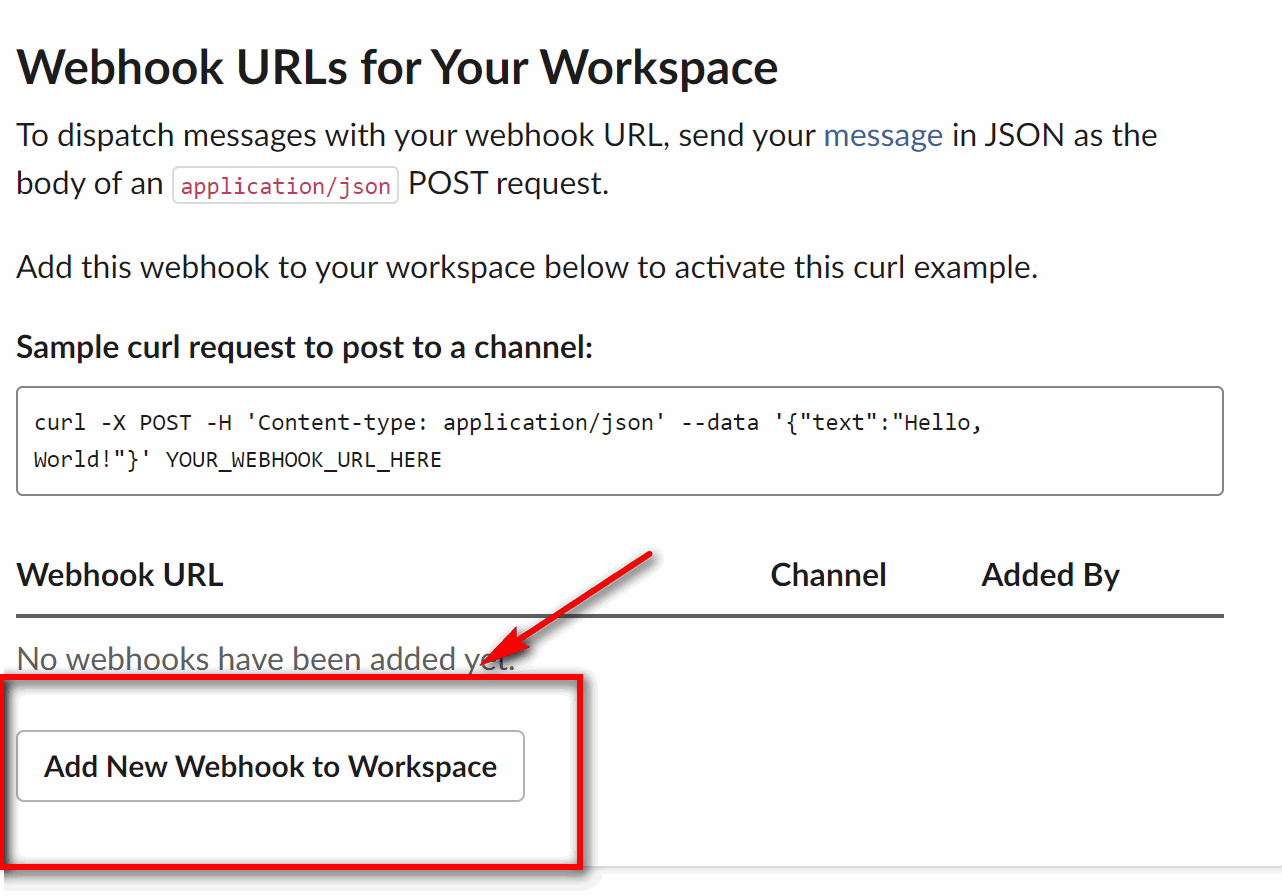 Webhook URLs for Your Workspace
To dispatch messages with your webhook URL, send your message in JSON as the
body of an application/json POST request.
Add this webhook to your workspace below to activate this curl example.
Sample curl request to post to a channel:
curl -X POST -H 'Content-type: application/json' --data '{"text":"Hello,
World!"}' YOUR_WEBHOOK_URL_HERE
Webhook URL Channel Added By
No webhooks have been added yet.
Add New Webhook to Workspace